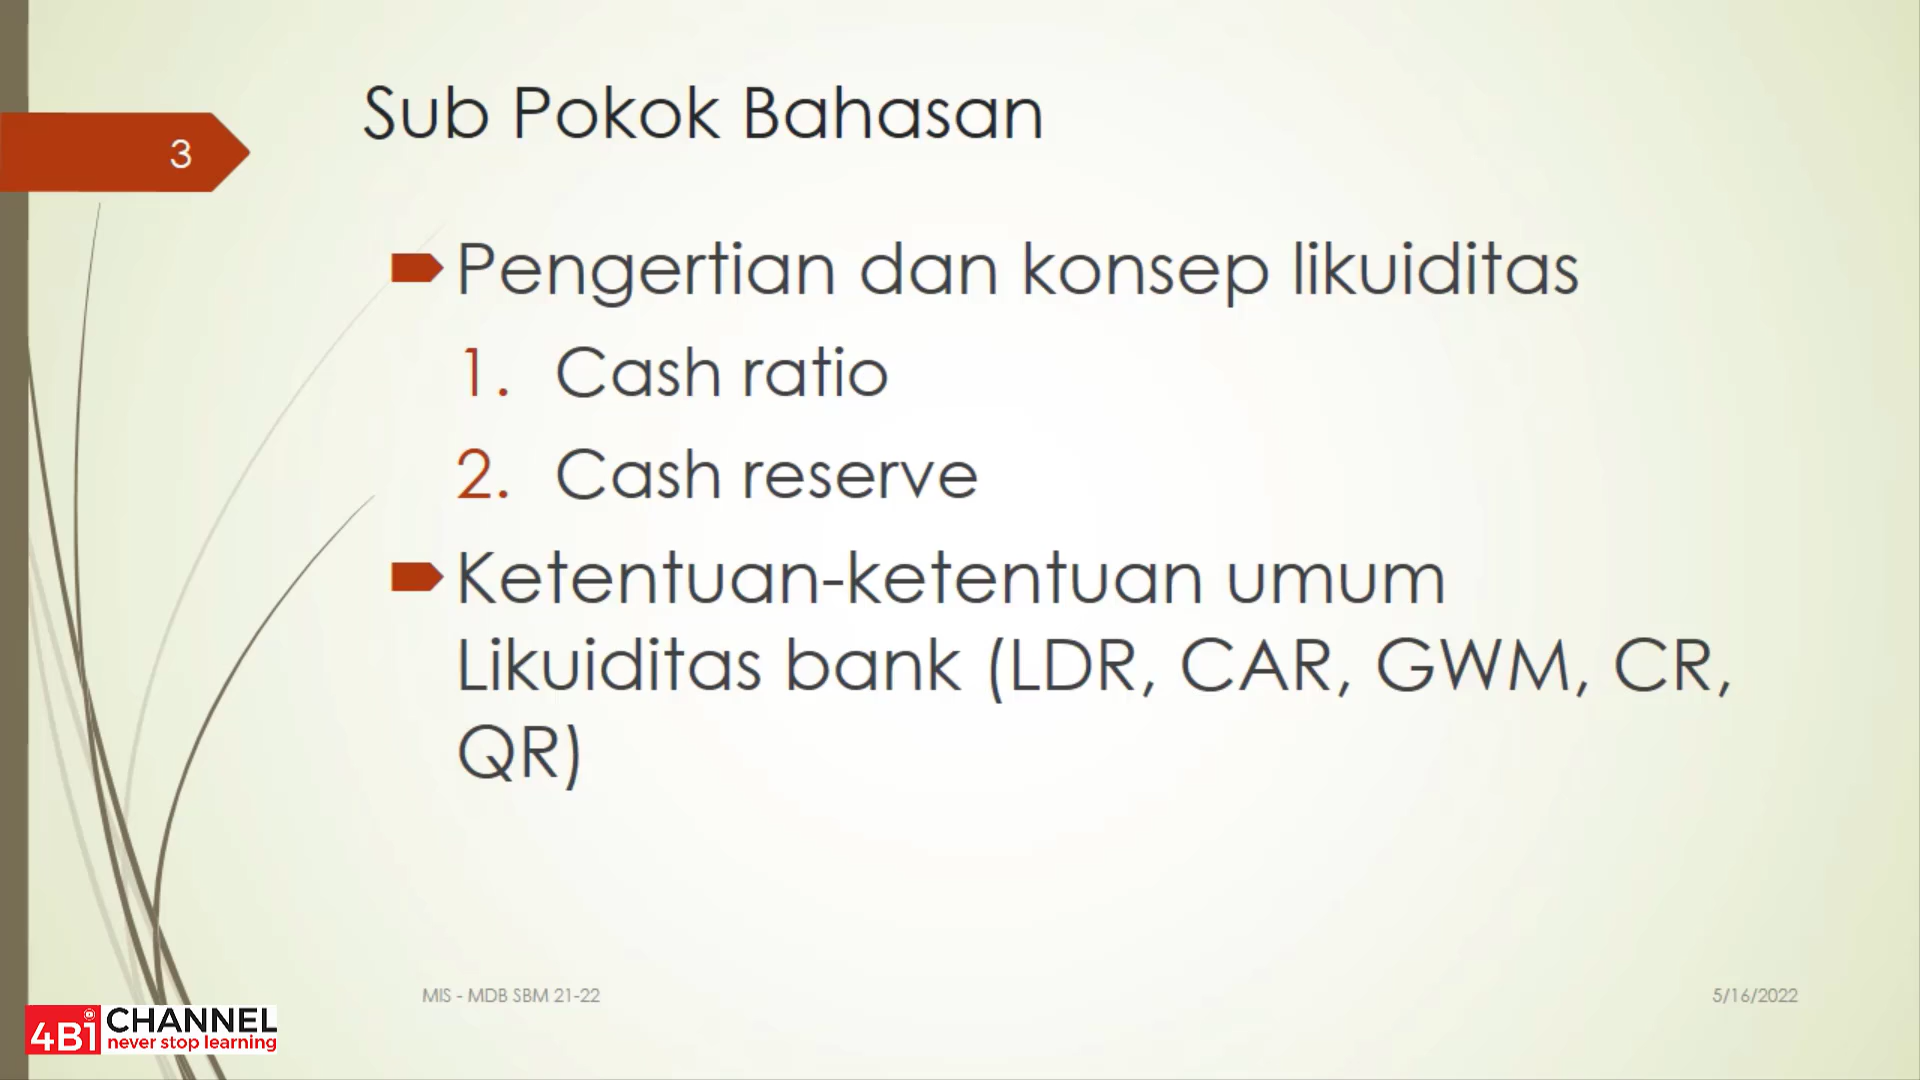 Sub Pokok Bahasan
3
Pengertian dan konsep likuiditas
1. Cash ratio
2. Cash reserve
Ketentuan-ketentuan umum
Likuiditas bank (LDR, CAR, GWM, CR,
QR)
MIS - MDB SBM 21-22
5/16/2022
4Bi CHANNEL
never stop learning